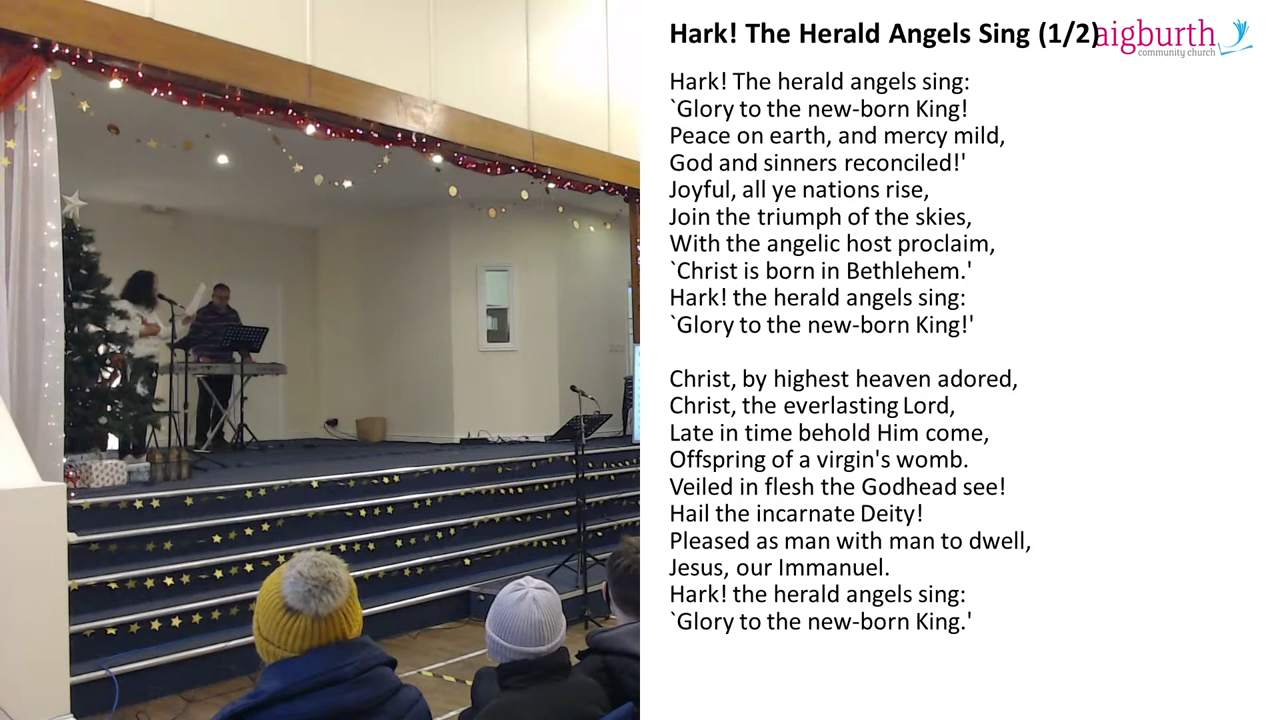 Hark! The Herald Angels Sing (1/2)
aigburth
community church
Hark! The herald angels sing:
`Glory to the new-born King!
Peace on earth, and mercy mild,
God and sinners reconciled!'
Joyful, all ye nations rise,
Join the triumph of the skies,
With the angelic host proclaim,
`Christ is born in Bethlehem.'
Hark! the herald angels sing:
`Glory to the new-born King!'

Christ, by highest heaven adored,
Christ, the everlasting Lord,
Late in time behold Him come,
Offspring of a virgin's womb.
Veiled in flesh the Godhead see!
Hail the incarnate Deity!
Pleased as man with man to dwell,
Jesus, our Immanuel.
Hark! the herald angels sing:
`Glory to the new-born King.'